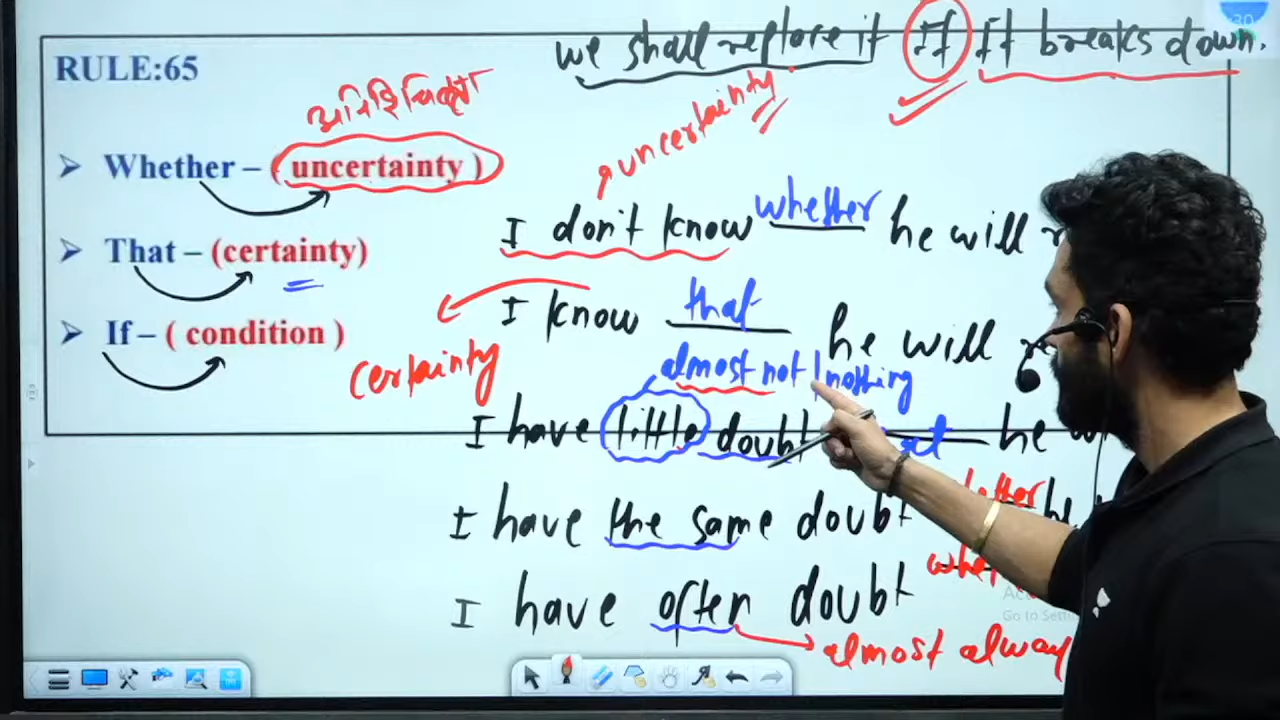 we shall replace it If It breaks down.
RULE:65
अनिश्चितता
uncertainty
➢ Whether – ( uncertainty )
I don't know whether he will
➢ That – (certainty)
I know that he will
➢ If – ( condition )
certainty
almost not / nothing
I have little doubt he
I have the same doubt
I have often doubt
almost always
Go to